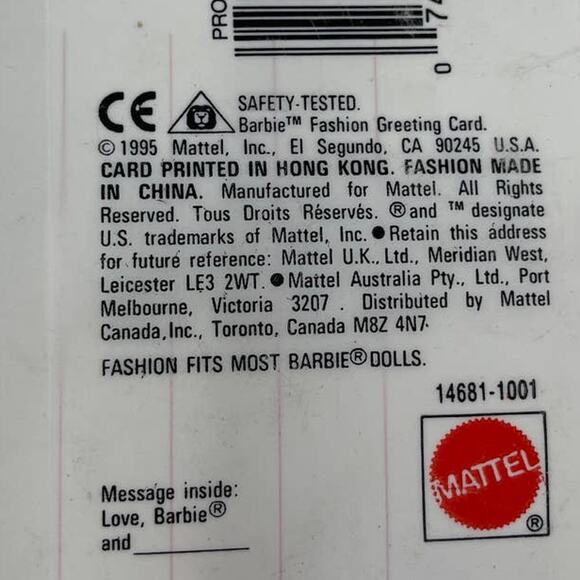 PRO
0 7
CE SAFETY-TESTED.
Barbie™ Fashion Greeting Card.
© 1995 Mattel, Inc., El Segundo, CA 90245 U.S.A.
CARD PRINTED IN HONG KONG. FASHION MADE
IN CHINA. Manufactured for Mattel. All Rights
Reserved. Tous Droits Réservés. ® and ™ designate
U.S. trademarks of Mattel, Inc. ● Retain this address
for future reference: Mattel U.K., Ltd., Meridian West,
Leicester LE3 2WT. ● Mattel Australia Pty., Ltd., Port
Melbourne, Victoria 3207. Distributed by Mattel
Canada, Inc., Toronto, Canada M8Z 4N7.
FASHION FITS MOST BARBIE® DOLLS.
14681-1001
MATTEL
®
Message inside:
Love, Barbie®
and